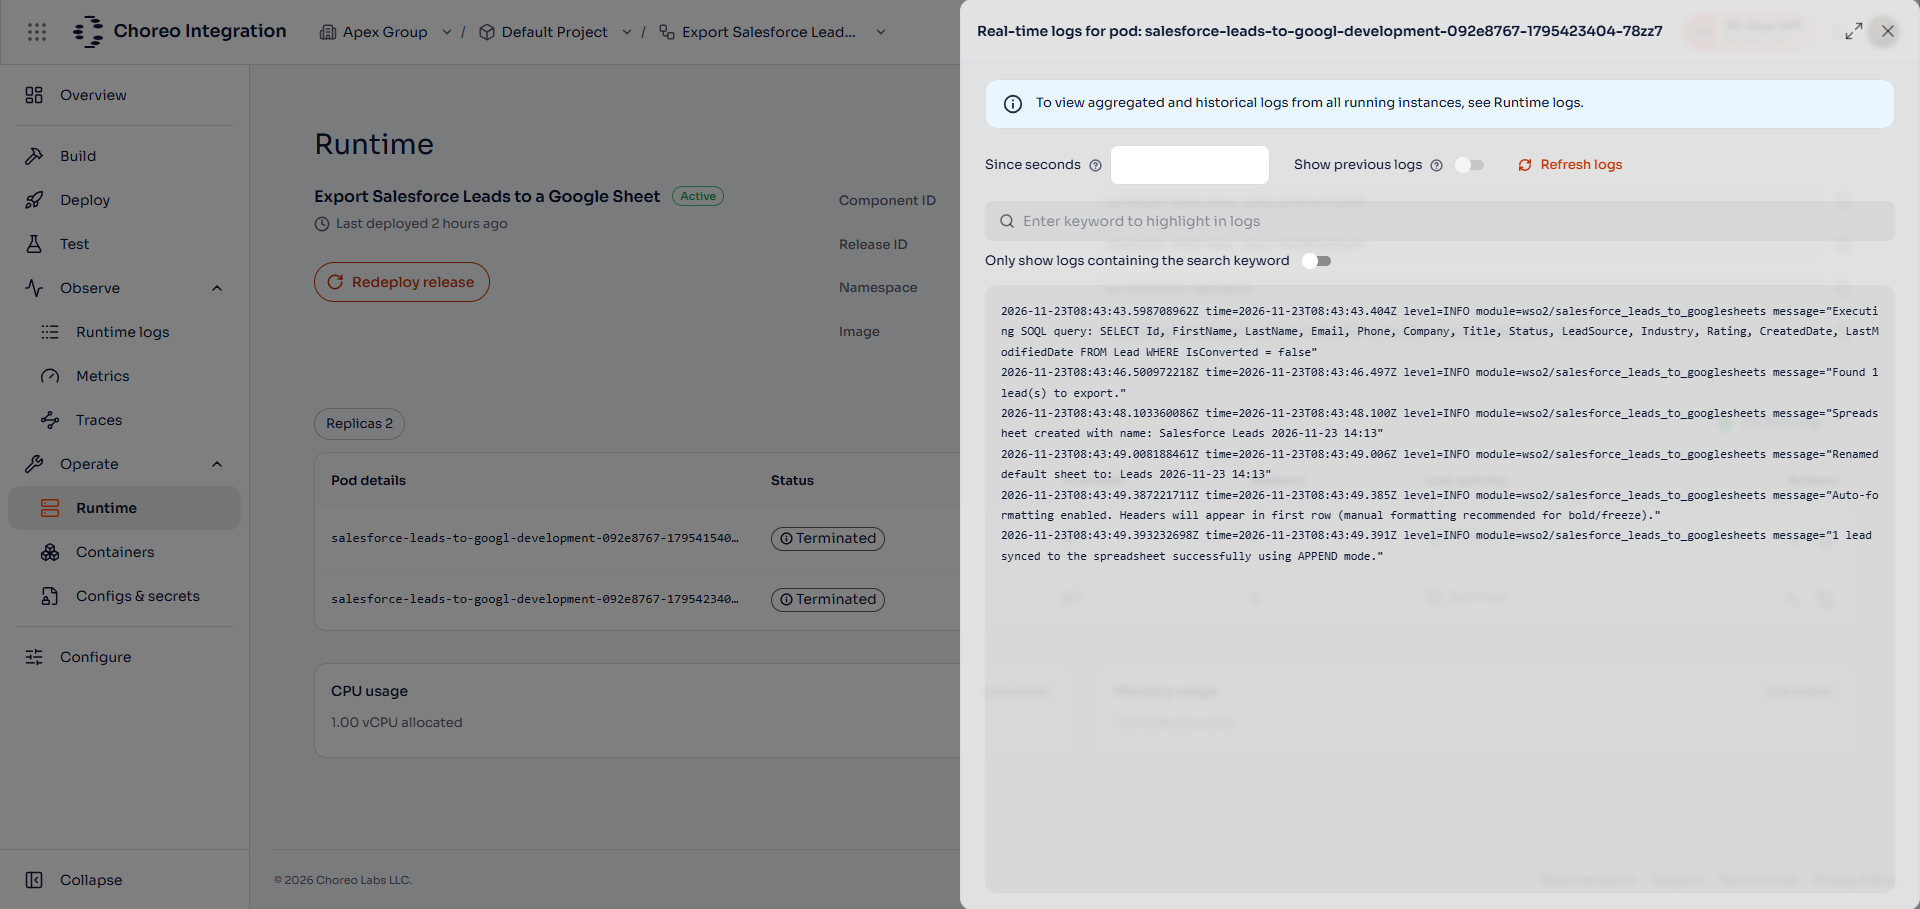 Choreo Integration
Apex Group / Default Project / Export Salesforce Lead...
Overview
Build
Deploy
Test
Observe
Runtime logs
Metrics
Traces
Operate
Runtime
Containers
Configs & secrets
Configure
Collapse
Runtime
Export Salesforce Leads to a Google Sheet Active
Last deployed 2 hours ago
Redeploy release
Component ID
Release ID
Namespace
Image
Replicas 2
Pod details Status
salesforce-leads-to-googl-development-092e8767-179541540... Terminated
salesforce-leads-to-googl-development-092e8767-179542340... Terminated
CPU usage
1.00 vCPU allocated
© 2026 Choreo Labs LLC.
Real-time logs for pod: salesforce-leads-to-googl-development-092e8767-1795423404-78zz7
To view aggregated and historical logs from all running instances, see Runtime logs.
Since seconds Show previous logs Refresh logs
Enter keyword to highlight in logs
Only show logs containing the search keyword
2026-11-23T08:43:43.598708962Z time=2026-11-23T08:43:43.404Z level=INFO module=wso2/salesforce_leads_to_googlesheets message="Executi
ng SOQL query: SELECT Id, FirstName, LastName, Email, Phone, Company, Title, Status, LeadSource, Industry, Rating, CreatedDate, LastM
odifiedDate FROM Lead WHERE IsConverted = false"
2026-11-23T08:43:46.500972218Z time=2026-11-23T08:43:46.497Z level=INFO module=wso2/salesforce_leads_to_googlesheets message="Found 1
lead(s) to export."
2026-11-23T08:43:48.103360086Z time=2026-11-23T08:43:48.100Z level=INFO module=wso2/salesforce_leads_to_googlesheets message="Spreads
heet created with name: Salesforce Leads 2026-11-23 14:13"
2026-11-23T08:43:49.008188461Z time=2026-11-23T08:43:49.006Z level=INFO module=wso2/salesforce_leads_to_googlesheets message="Renamed
default sheet to: Leads 2026-11-23 14:13"
2026-11-23T08:43:49.387221711Z time=2026-11-23T08:43:49.385Z level=INFO module=wso2/salesforce_leads_to_googlesheets message="Auto-fo
rmatting enabled. Headers will appear in first row (manual formatting recommended for bold/freeze)."
2026-11-23T08:43:49.393232698Z time=2026-11-23T08:43:49.391Z level=INFO module=wso2/salesforce_leads_to_googlesheets message="1 lead
synced to the spreadsheet successfully using APPEND mode."
Memory usage